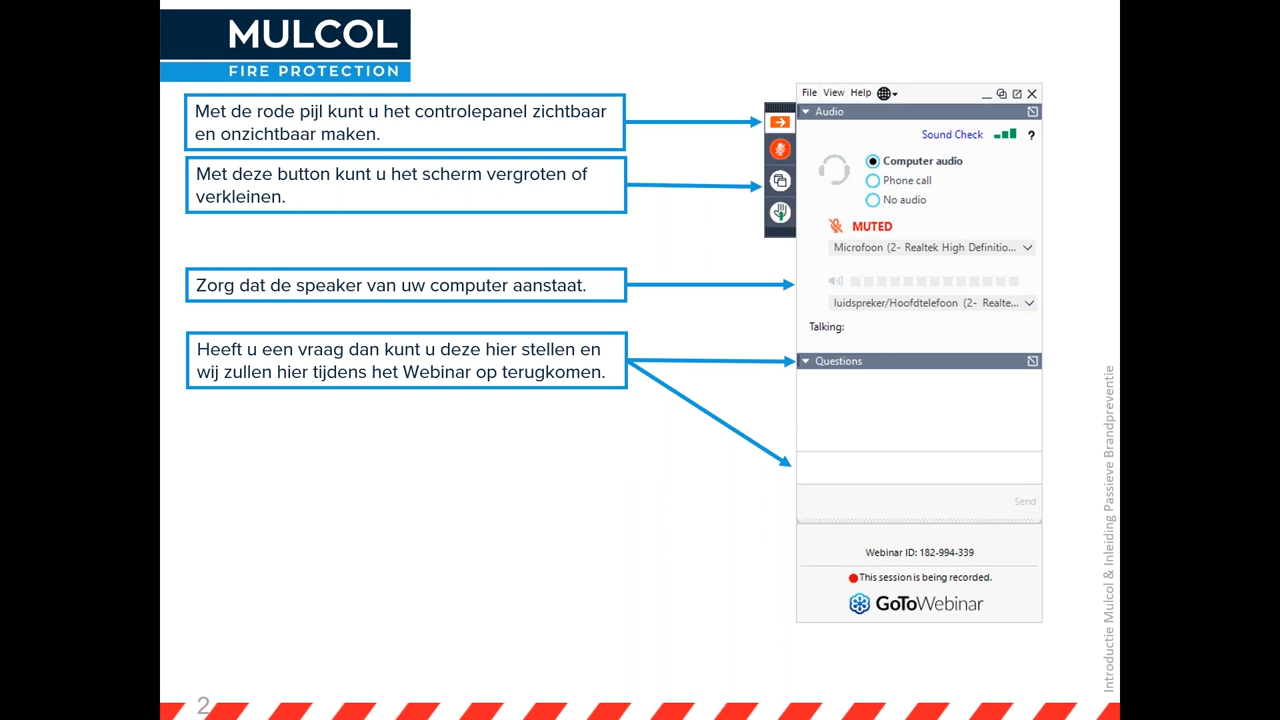 MULCOL
FIRE PROTECTION
Met de rode pijl kunt u het controlepanel zichtbaar
en onzichtbaar maken.
Met deze button kunt u het scherm vergroten of
verkleinen.
Zorg dat de speaker van uw computer aanstaat.
Heeft u een vraag dan kunt u deze hier stellen en
wij zullen hier tijdens het Webinar op terugkomen.
File View Help
Audio
Sound Check ?
Computer audio
Phone call
No audio
MUTED
Microfoon (2- Realtek High Definitio...
luidspreker/Hoofdtelefoon (2- Realte...
Talking:
Questions
Send
Webinar ID: 182-994-339
This session is being recorded.
GoToWebinar
Introductie Mulcol & Inleiding Passieve Brandpreventie
2